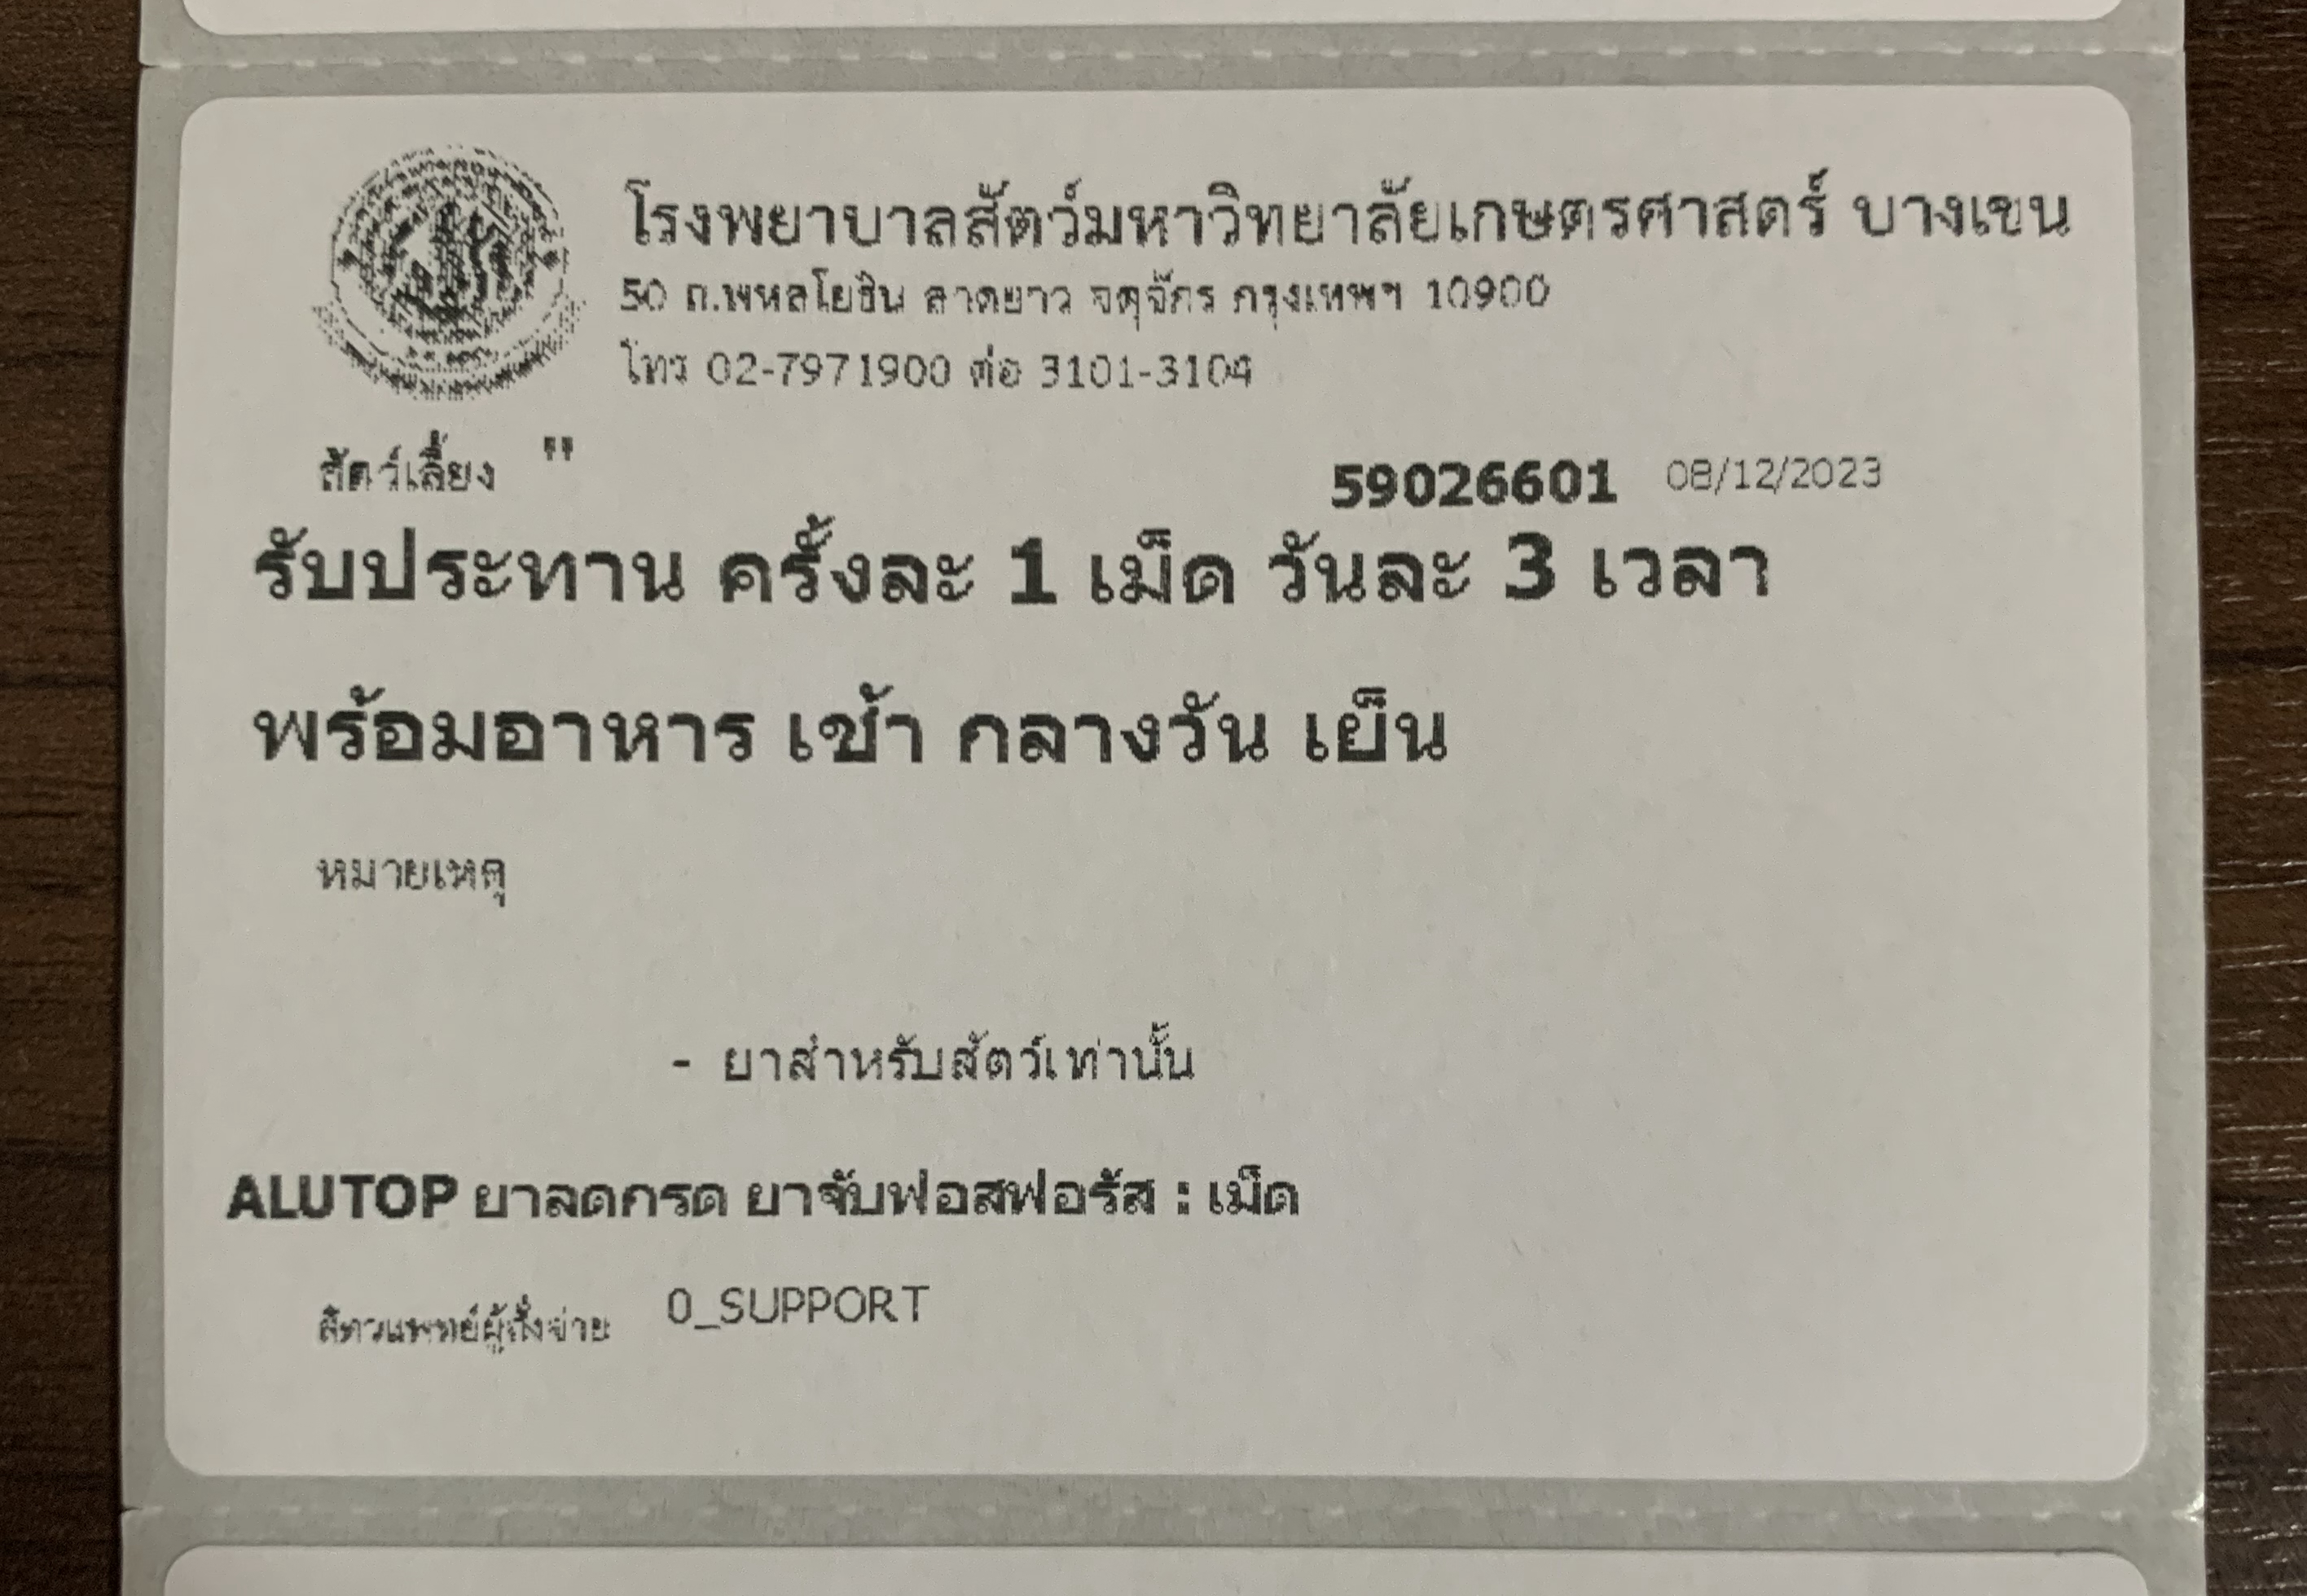 โรงพยาบาลสัตว์มหาวิทยาลัยเกษตรศาสตร์ บางเขน
50 ถ.พหลโยธิน ลาดยาว จตุจักร กรุงเทพฯ 10900
โทร 02-7971900 ต่อ 3101-3104
สัตว์เลี้ยง "
59026601 08/12/2023
รับประทาน ครั้งละ 1 เม็ด วันละ 3 เวลา
พร้อมอาหาร เช้า กลางวัน เย็น
หมายเหตุ
- ยาสำหรับสัตว์เท่านั้น
ALUTOP ยาลดกรด ยาจับฟอสฟอรัส : เม็ด
สัตวแพทย์ผู้สั่งจ่าย 0_SUPPORT